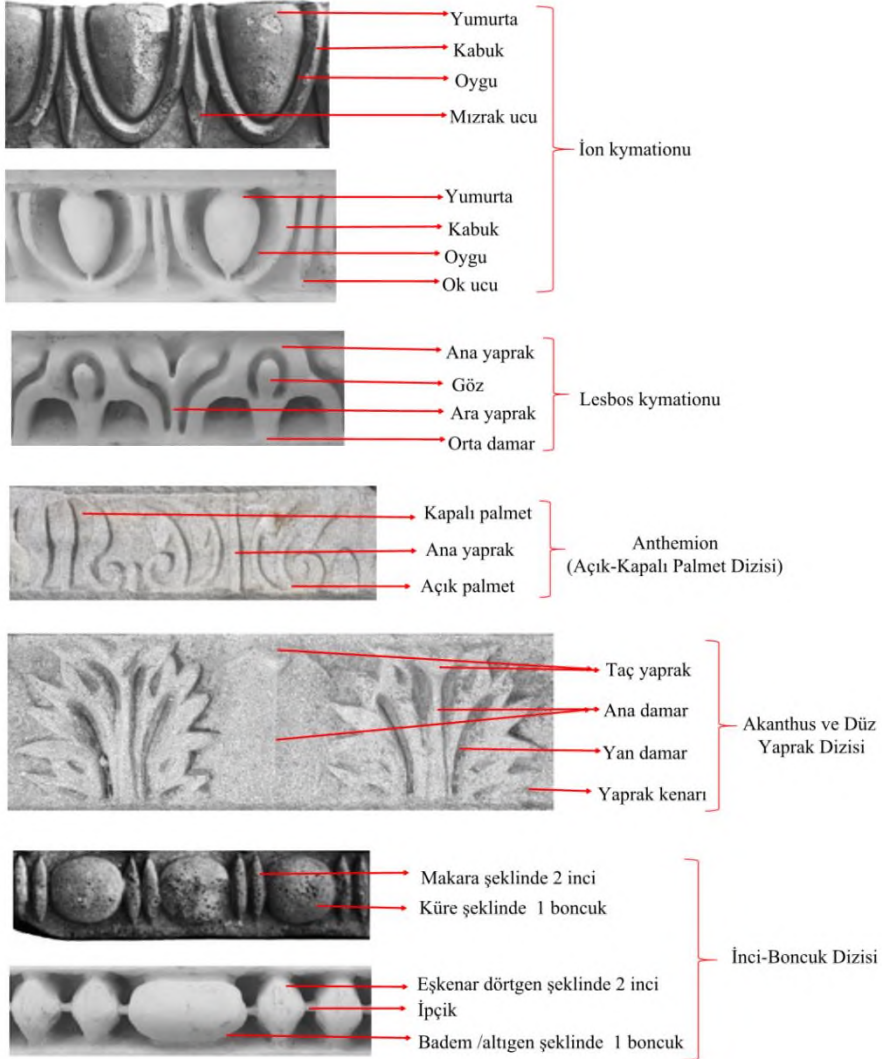 Yumurta
Kabuk
Oygu
Mızrak ucu
İon kymationu
Yumurta
Kabuk
Oygu
Ok ucu
Ana yaprak
Göz
Ara yaprak
Orta damar
Lesbos kymationu
Kapalı palmet
Ana yaprak
Açık palmet
Anthemion
(Açık-Kapalı Palmet Dizisi)
Taç yaprak
Ana damar
Yan damar
Yaprak kenarı
Akanthus ve Düz
Yaprak Dizisi
Makara şeklinde 2 inci
Küre şeklinde 1 boncuk
Eşkenar dörtgen şeklinde 2 inci
İpçik
Badem /altıgen şeklinde 1 boncuk
İnci-Boncuk Dizisi